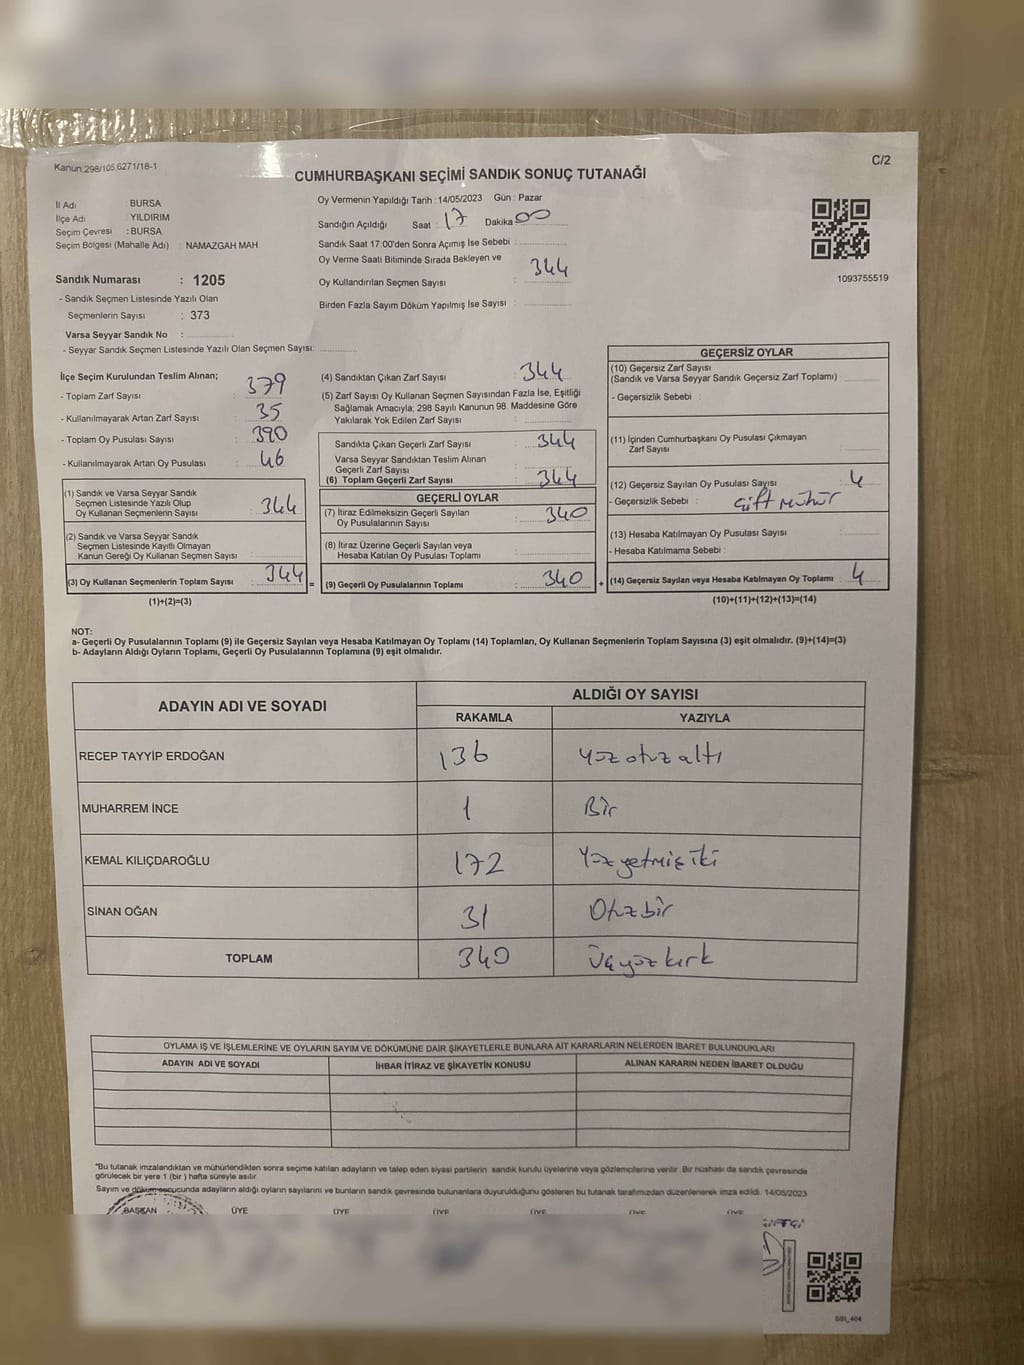 Kanun:298/105,6271/18-1
C/2
CUMHURBAŞKANI SEÇİMİ SANDIK SONUÇ TUTANAĞI
İl Adı : BURSA
İlçe Adı : YILDIRIM
Seçim Çevresi : BURSA
Seçim Bölgesi (Mahalle Adı) : NAMAZGAH MAH
Sandık Numarası : 1205
- Sandık Seçmen Listesinde Yazılı Olan
Seçmenlerin Sayısı : 373
Varsa Seyyar Sandık No :
- Seyyar Sandık Seçmen Listesinde Yazılı Olan Seçmen Sayısı:
Oy Vermenin Yapıldığı Tarih : 14/05/2023 Gün : Pazar
Sandığın Açıldığı Saat : 17 Dakika 00
Sandık Saat 17.00'den Sonra Açımış İse Sebebi :
Oy Verme Saati Bitiminde Sırada Bekleyen ve
Oy Kullandırılan Seçmen Sayısı : 344
Birden Fazla Sayım Döküm Yapılmış İse Sayısı :
1093755519
İlçe Seçim Kurulundan Teslim Alınan;
- Toplam Zarf Sayısı : 379
- Kullanılmayarak Artan Zarf Sayısı : 35
- Toplam Oy Pusulası Sayısı : 390
- Kullanılmayarak Artan Oy Pusulası : 46
(1) Sandık ve Varsa Seyyar Sandık
Seçmen Listesinde Yazılı Olup
Oy Kullanan Seçmenlerin Sayısı : 344
(2) Sandık ve Varsa Seyyar Sandık
Seçmen Listesinde Kayıtlı Olmayan
Kanun Gereği Oy Kullanan Seçmen Sayısı :
(3) Oy Kullanan Seçmenlerin Toplam Sayısı : 344 =
(1)+(2)=(3)
(4) Sandıktan Çıkan Zarf Sayısı : 344
(5) Zarf Sayısı Oy Kullanan Seçmen Sayısından Fazla İse, Eşitliği
Sağlamak Amacıyla; 298 Sayılı Kanunun 98. Maddesine Göre
Yakılarak Yok Edilen Zarf Sayısı :
Sandıkta Çıkan Geçerli Zarf Sayısı : 344
Varsa Seyyar Sandıktan Teslim Alınan
Geçerli Zarf Sayısı :
(6) Toplam Geçerli Zarf Sayısı : 344
GEÇERLİ OYLAR
(7) İtiraz Edilmeksizin Geçerli Sayılan
Oy Pusulalarının Sayısı : 340
(8) İtiraz Üzerine Geçerli Sayılan veya
Hesaba Katılan Oy Pusulası Toplamı :
(9) Geçerli Oy Pusulalarının Toplamı : 340 +
GEÇERSİZ OYLAR
(10) Geçersiz Zarf Sayısı
(Sandık ve Varsa Seyyar Sandık Geçersiz Zarf Toplamı) :
- Geçersizlik Sebebi :
(11) İçinden Cumhurbaşkanı Oy Pusulası Çıkmayan
Zarf Sayısı :
(12) Geçersiz Sayılan Oy Pusulası Sayısı : 4
- Geçersizlik Sebebi : Çift Mühür
(13) Hesaba Katılmayan Oy Pusulası Sayısı :
- Hesaba Katılmama Sebebi :
(14) Geçersiz Sayılan veya Hesaba Katılmayan Oy Toplamı : 4
(10)+(11)+(12)+(13)=(14)
NOT:
a- Geçerli Oy Pusulalarının Toplamı (9) ile Geçersiz Sayılan veya Hesaba Katılmayan Oy Toplamı (14) Toplamları, Oy Kullanan Seçmenlerin Toplam Sayısına (3) eşit olmalıdır. (9)+(14)=(3)
b- Adayların Aldığı Oyların Toplamı, Geçerli Oy Pusulalarının Toplamına (9) eşit olmalıdır.
ADAYIN ADI VE SOYADI
ALDIĞI OY SAYISI
RAKAMLA YAZIYLA
RECEP TAYYİP ERDOĞAN 136 Yüz otuz altı
MUHARREM İNCE 1 Bir
KEMAL KILIÇDAROĞLU 172 Yüz yetmiş iki
SİNAN OĞAN 31 Otuz bir
TOPLAM 340 Üç yüz kırk
OYLAMA İŞ VE İŞLEMLERİNE VE OYLARIN SAYIM VE DÖKÜMÜNE DAİR ŞİKAYETLERLE BUNLARA AİT KARARLARIN NELERDEN İBARET BULUNDUKLARI
ADAYIN ADI VE SOYADI İHBAR İTİRAZ VE ŞİKAYETİN KONUSU ALINAN KARARIN NEDEN İBARET OLDUĞU
*Bu tutanak imzalandıktan ve mühürlendikten sonra seçime katılan adayların ve talep eden siyasi partilerin sandık kurulu üyelerine veya gözlemcilerine verilir. Bir nüshası da sandık çevresinde
görülecek bir yere 1 (bir) hafta süreyle asılır.
Sayım ve döküm sonucunda adayların aldığı oyların sayılarını ve bunların sandık çevresinde bulunanlara duyurulduğunu gösteren bu tutanak tarafımızdan düzenlenerek imza edildi. 14/05/2023
BAŞKAN ÜYE ÜYE ÜYE ÜYE ÜYE ÜYE